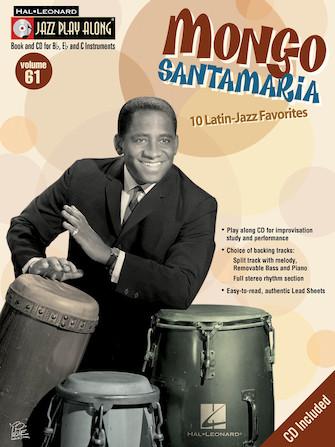 HAL•LEONARD
JAZZ PLAY ALONG
Book and CD for B♭, E♭ and C Instruments
volume
61
MONGO
SANTAMARIA
10 Latin-Jazz Favorites
• Play along CD for improvisation
study and performance
• Choice of backing tracks:
Split track with melody,
Removable Bass and Piano
Full stereo rhythm section
• Easy-to-read, authentic Lead Sheets
CD Included
HAL•LEONARD®